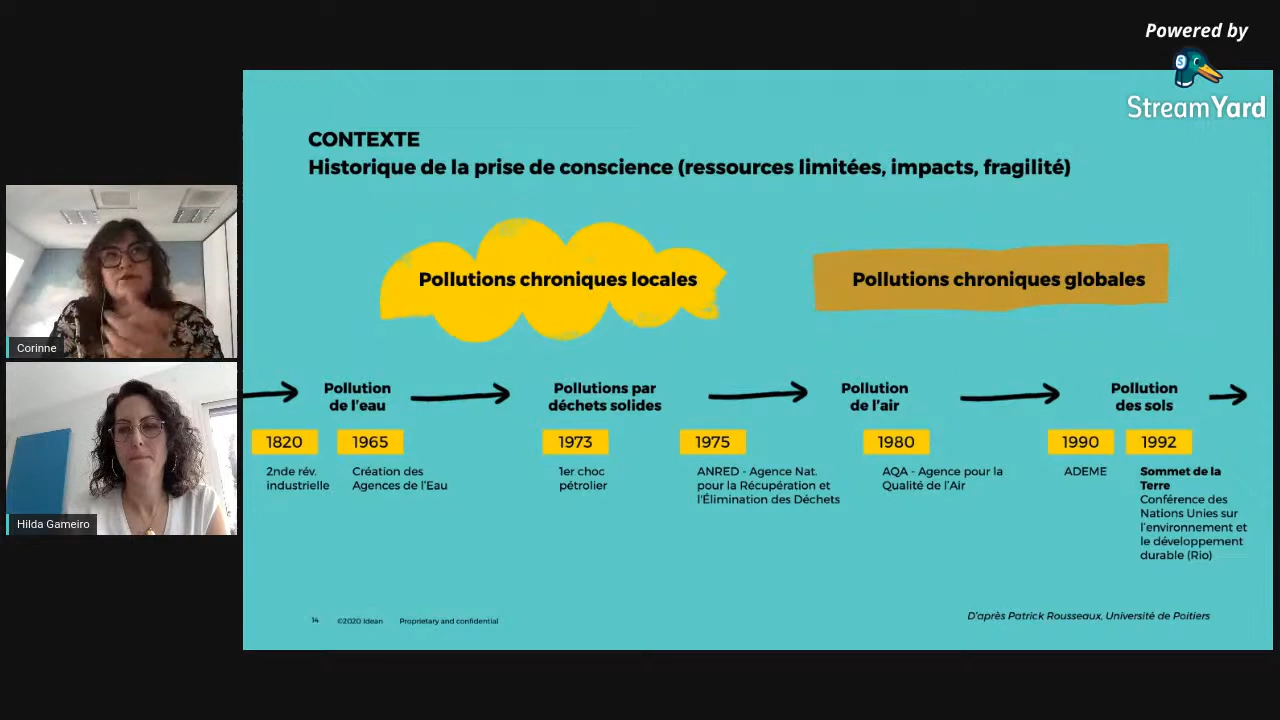 Powered by
StreamYard
CONTEXTE
Historique de la prise de conscience (ressources limitées, impacts, fragilité)
Pollutions chroniques locales
Pollutions chroniques globales
Pollution
de l'eau
Pollutions par
déchets solides
Pollution
de l'air
Pollution
des sols
1820
2nde rév.
industrielle
1965
Création des
Agences de l'Eau
1973
1er choc
pétrolier
1975
ANRED - Agence Nat.
pour la Récupération et
l'Élimination des Déchets
1980
AQA - Agence pour la
Qualité de l'Air
1990
ADEME
1992
Sommet de la
Terre
Conférence des
Nations Unies sur
l'environnement et
le développement
durable (Rio)
Corinne
Hilda Gameiro
14 ©2020 Idean Proprietary and confidential
D'après Patrick Rousseaux, Université de Poitiers